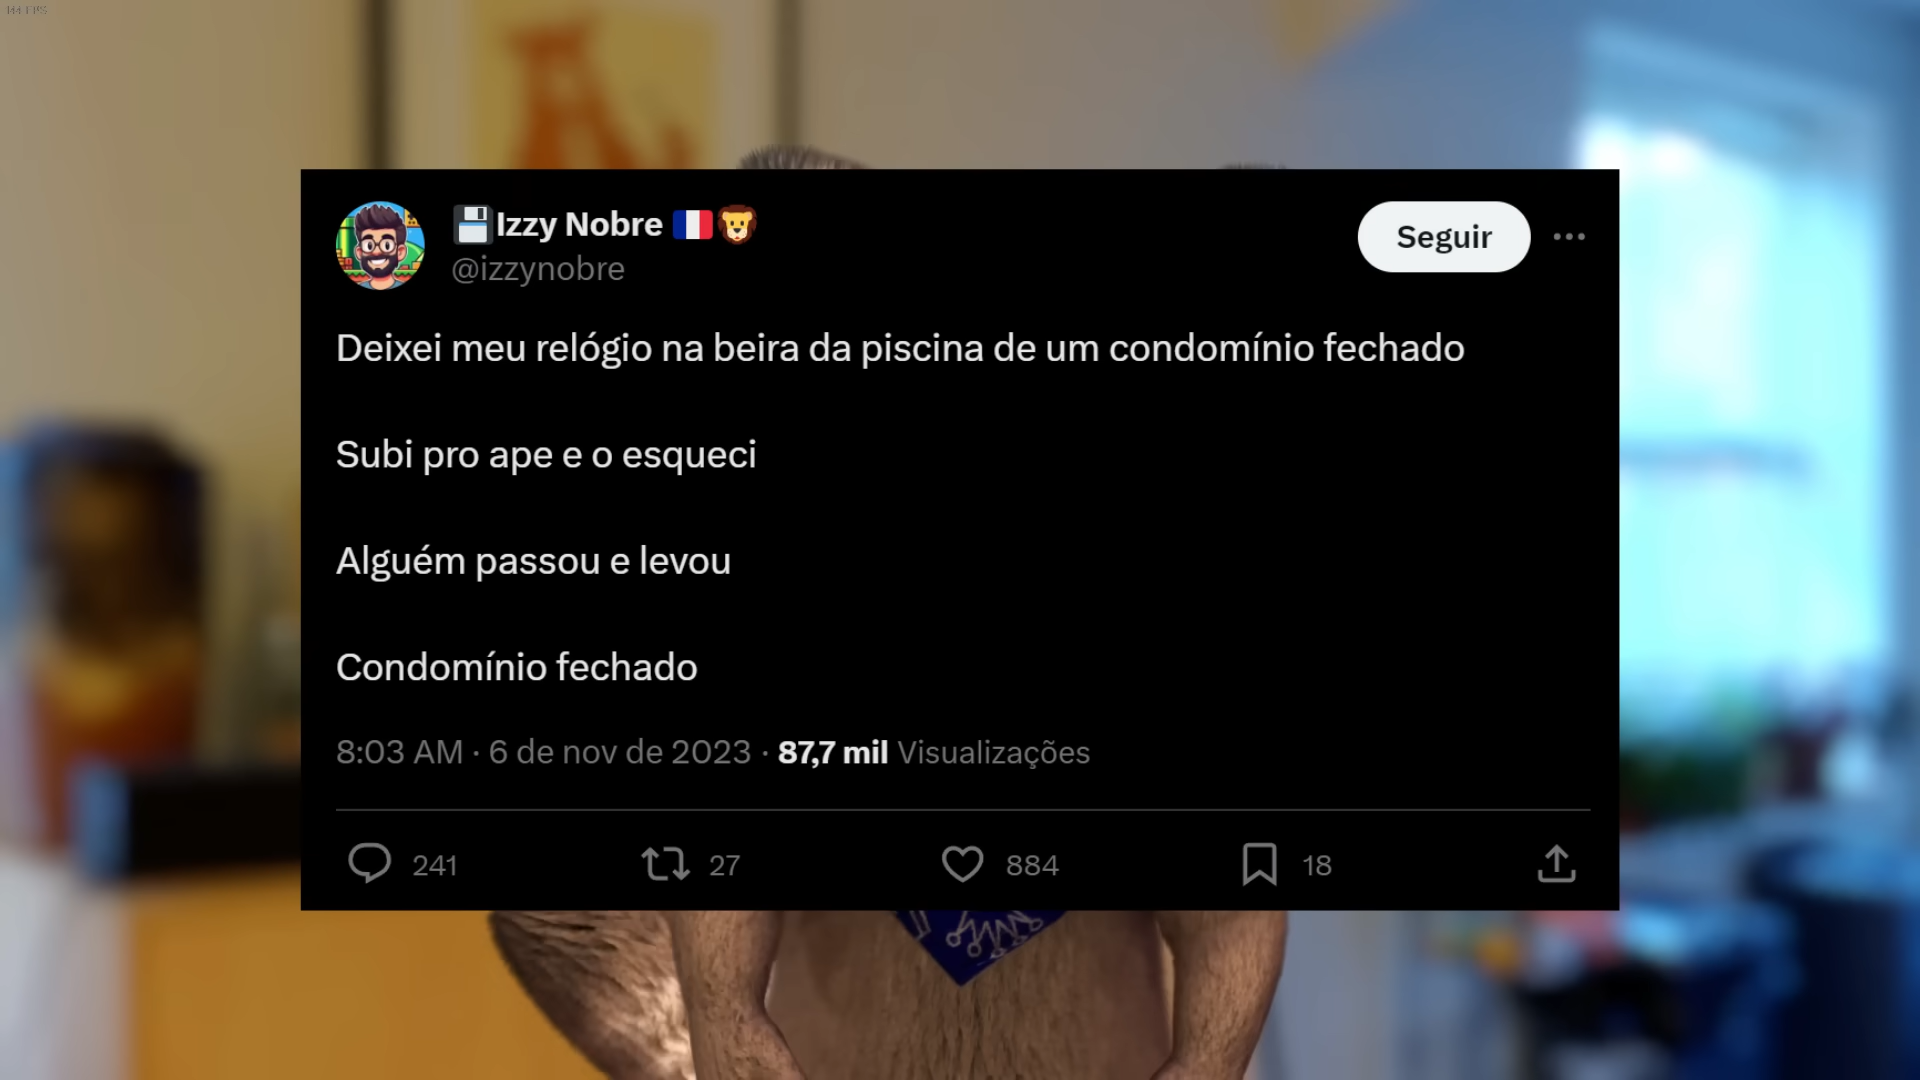 144 FPS
💾Izzy Nobre 🇫🇷🦁
@izzynobre
Seguir
Deixei meu relógio na beira da piscina de um condomínio fechado
Subi pro ape e o esqueci
Alguém passou e levou
Condomínio fechado
8:03 AM · 6 de nov de 2023 · 87,7 mil Visualizações
241 27 884 18